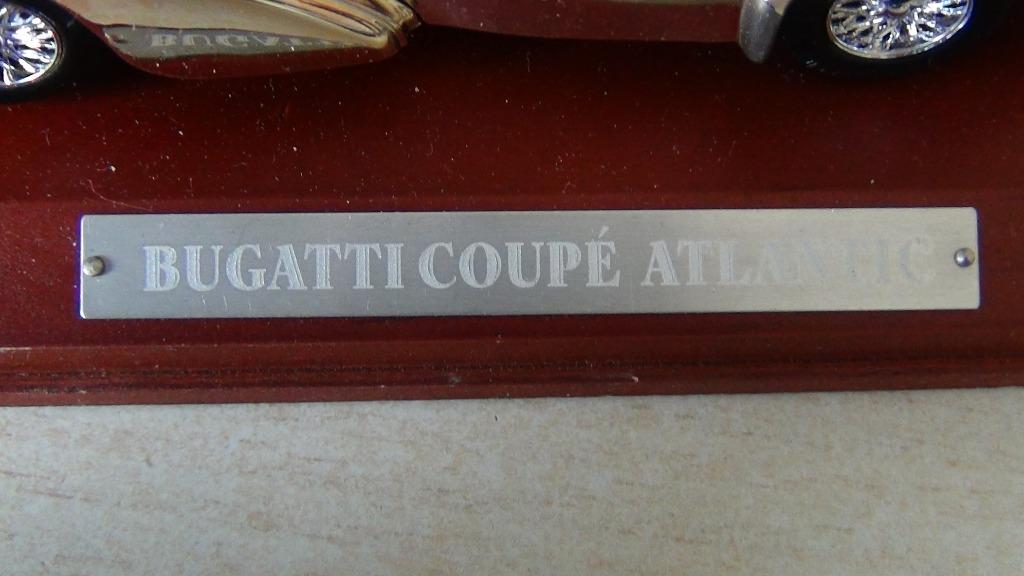 BUGATTI COUPÉ ATLANTIC